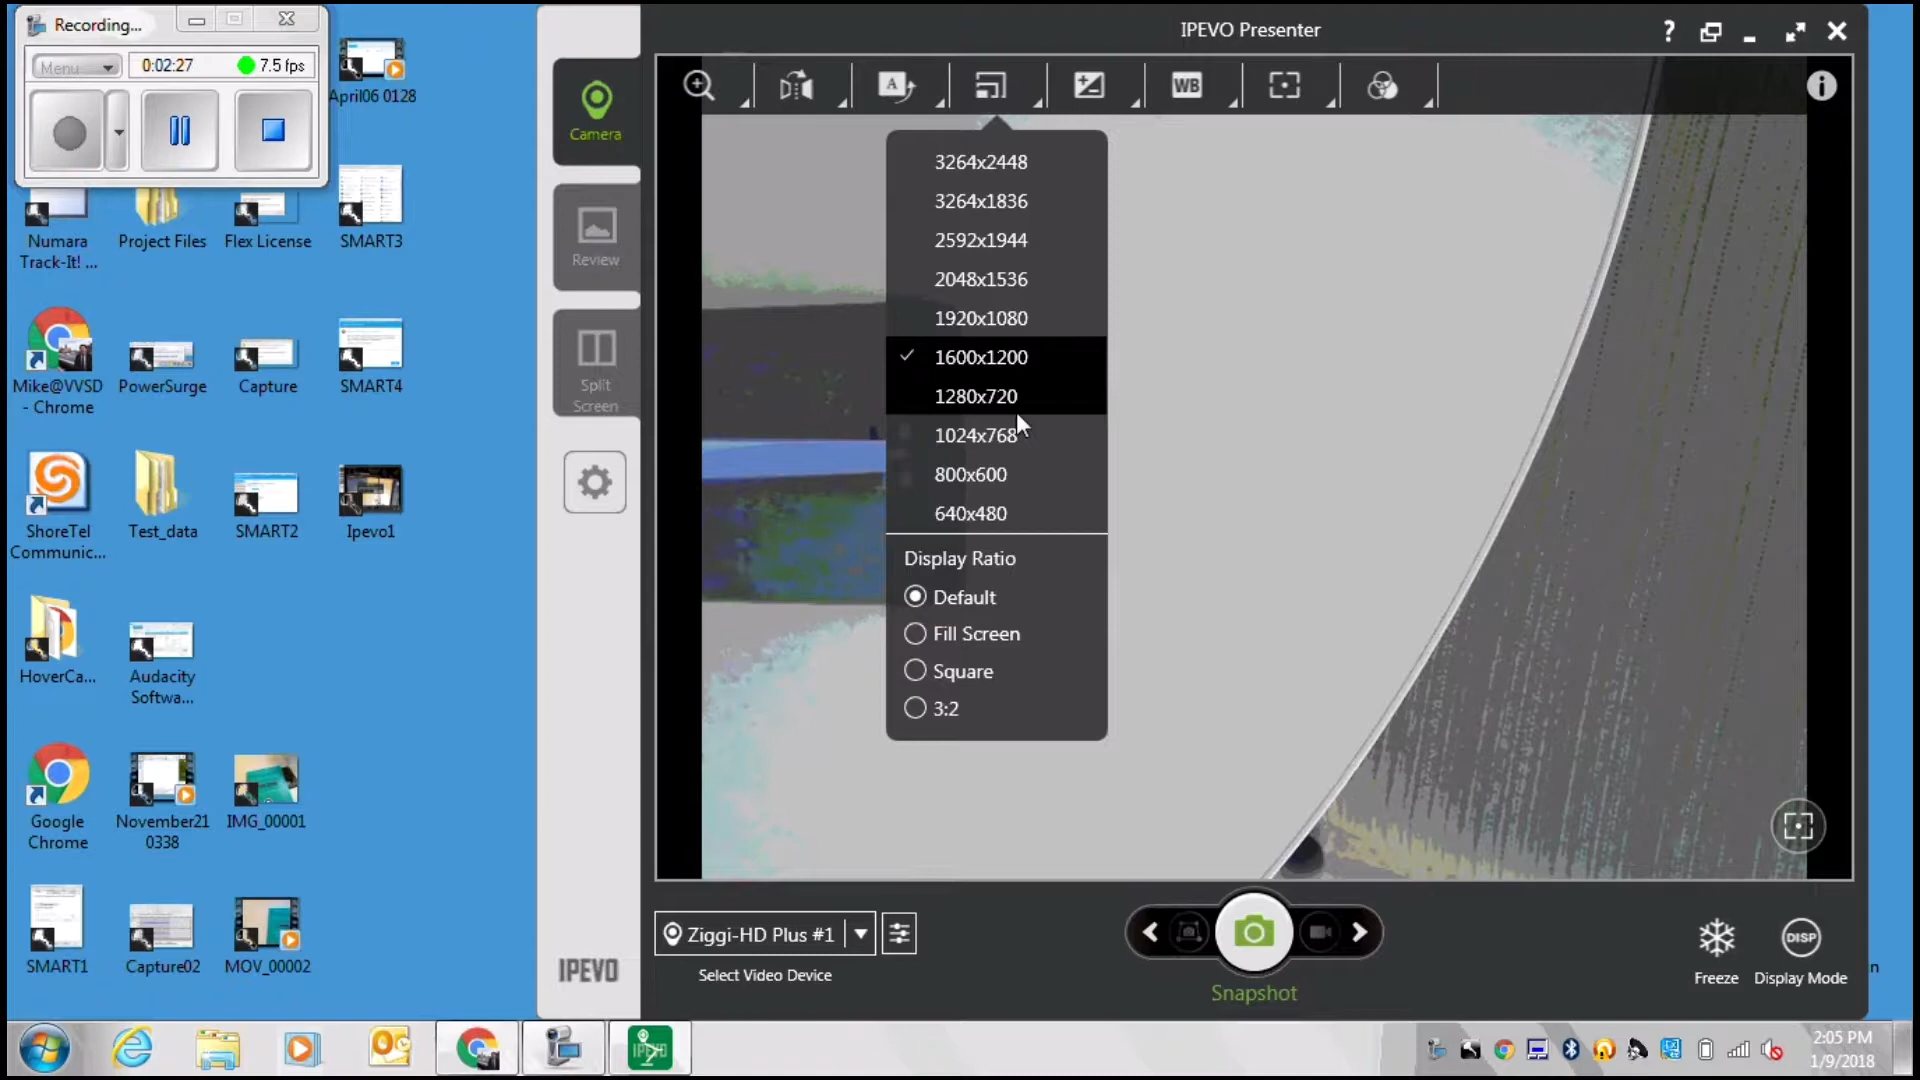 Recording...
Menu
0:02:27
7.5 fps
April06 0128
Numara
Track-It! ...
Project Files
Flex License
SMART3
Mike@VVSD
- Chrome
PowerSurge
Capture
SMART4
ShoreTel
Communic...
Test_data
SMART2
Ipevo1
HoverCa...
Audacity
Softwa...
Google
Chrome
November21
0338
IMG_00001
SMART1
Capture02
MOV_00002
IPEVO Presenter
?
Camera
Review
Split
Screen
IPEVO
A
WB
3264x2448
3264x1836
2592x1944
2048x1536
1920x1080
1600x1200
1280x720
1024x768
800x600
640x480
Display Ratio
Default
Fill Screen
Square
3:2
Ziggi-HD Plus #1
Select Video Device
Snapshot
Freeze
DISP
Display Mode
n
IPEVO
2:05 PM
1/9/2018